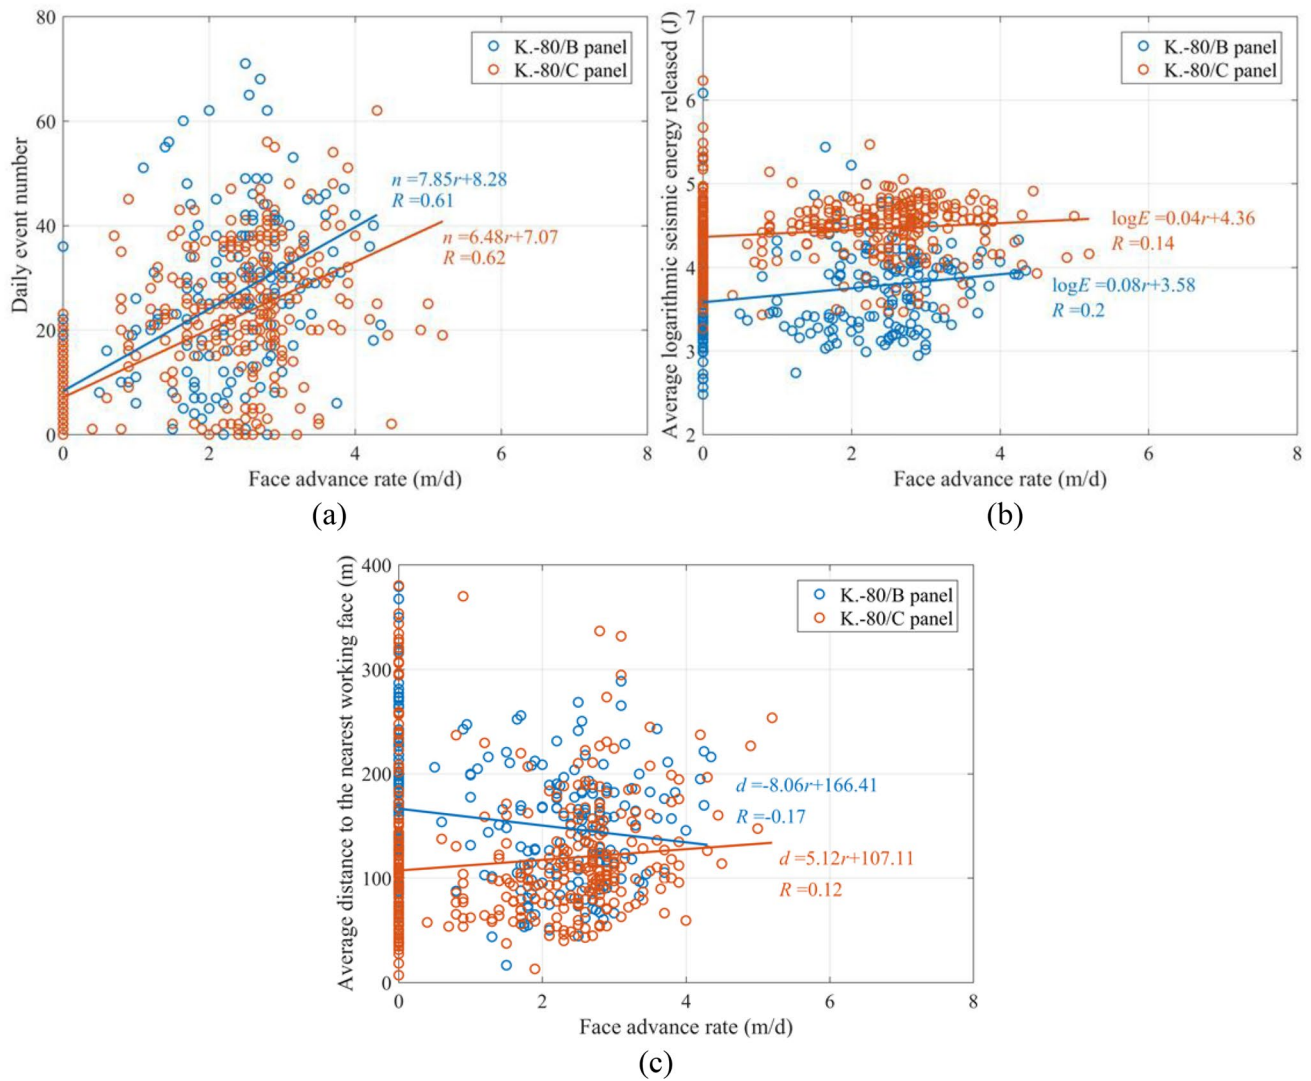 80
60
40
20
0
0
2
4
6
8
Daily event number
Face advance rate (m/d)
K.-80/B panel
K.-80/C panel
n =7.85r+8.28
R =0.61
n =6.48r+7.07
R =0.62
(a)
7
6
5
4
3
2
0
2
4
6
8
Average logarithmic seismic energy released (J)
Face advance rate (m/d)
K.-80/B panel
K.-80/C panel
logE =0.04r+4.36
R =0.14
logE =0.08r+3.58
R =0.2
(b)
400
300
200
100
0
0
2
4
6
8
Average distance to the nearest working face (m)
Face advance rate (m/d)
K.-80/B panel
K.-80/C panel
d =-8.06r+166.41
R =-0.17
d =5.12r+107.11
R =0.12
(c)